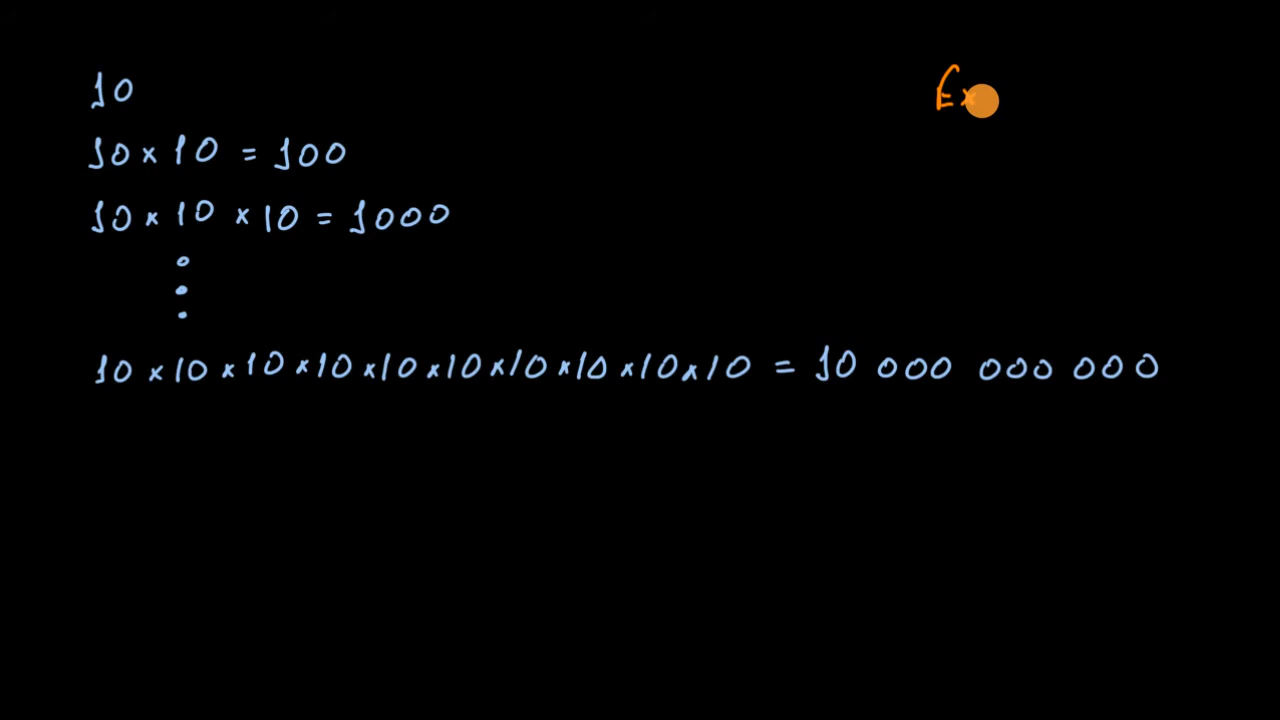 10
Ex
10 × 10 = 100
10 × 10 × 10 = 1000
10 × 10 × 10 × 10 × 10 × 10 × 10 × 10 × 10 × 10 = 10 000 000 000